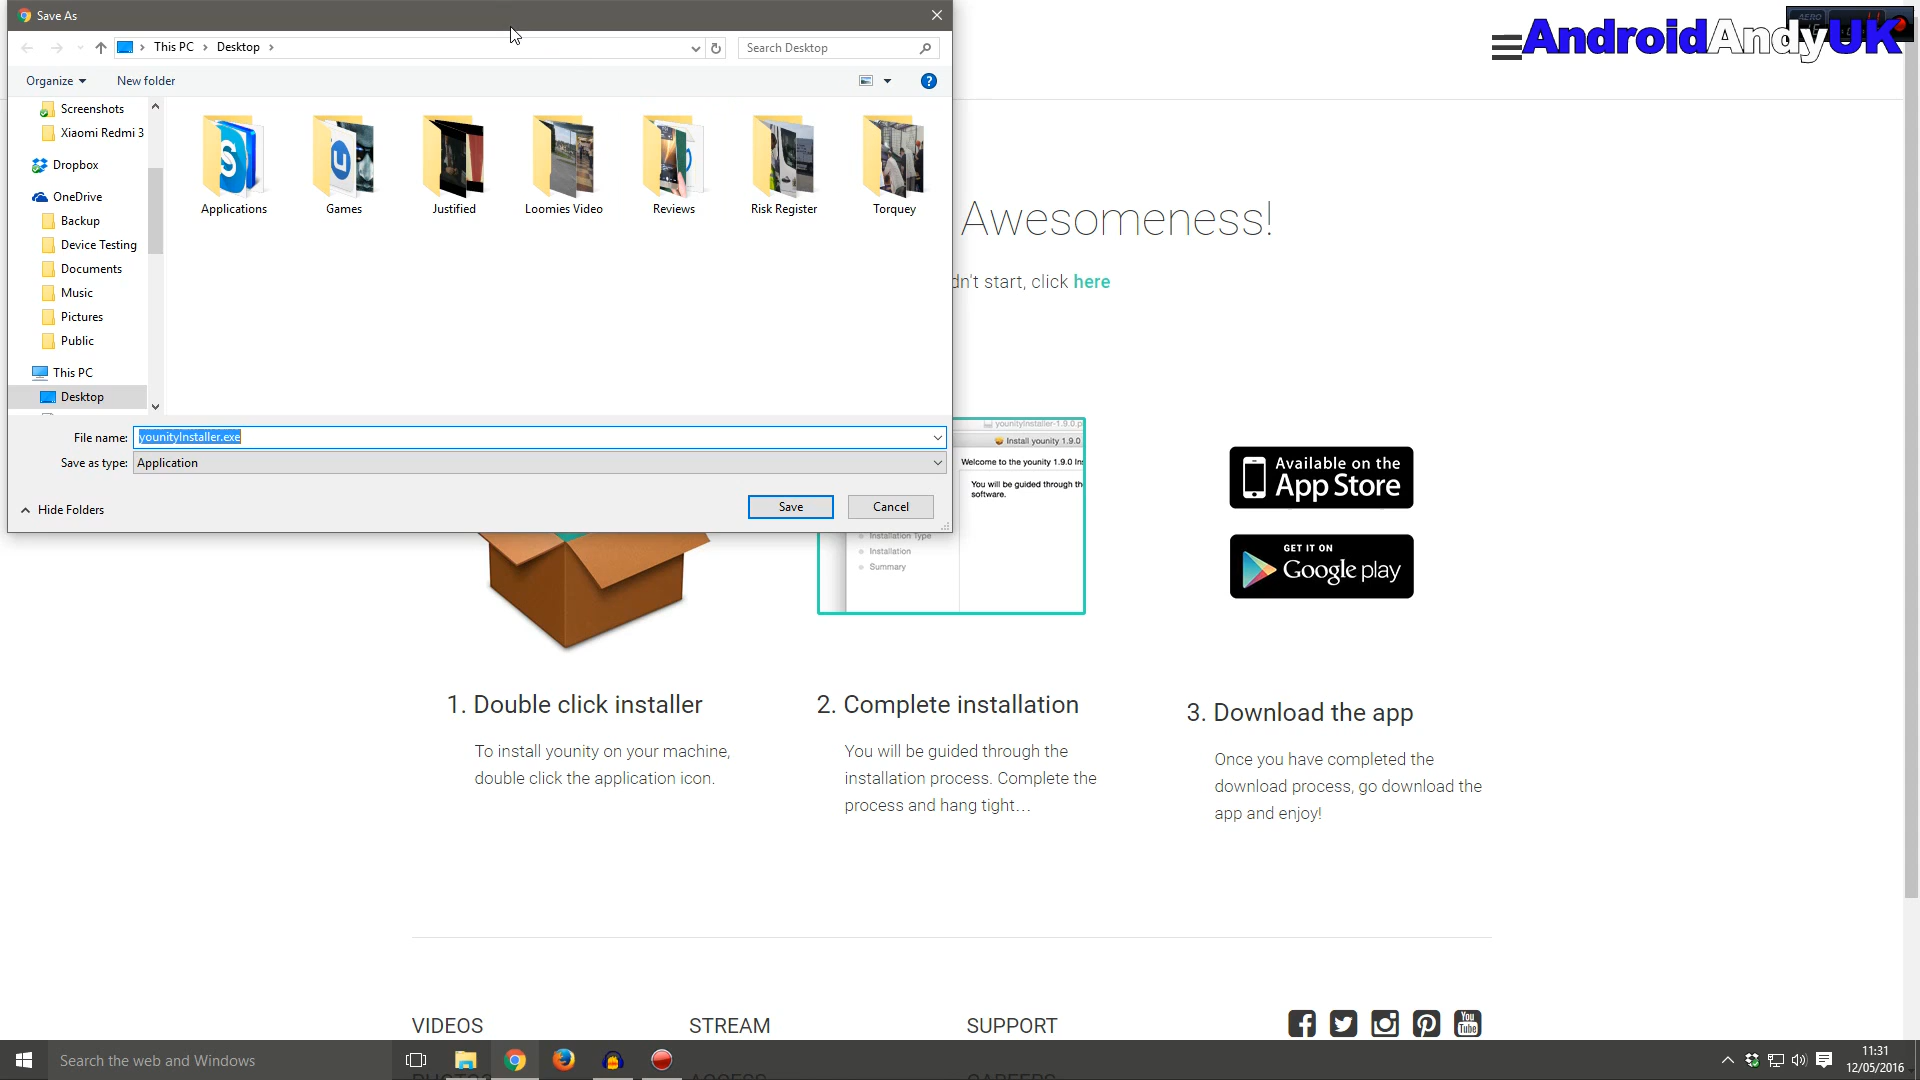 Save As
This PC
Desktop
Search Desktop
Organize
New folder
Screenshots
Xiaomi Redmi 3
Dropbox
OneDrive
Backup
Device Testing
Documents
Music
Pictures
Public
This PC
Desktop
Applications
Games
Justified
Loomies Video
Reviews
Risk Register
Torquey
File name: younityInstaller.exe
Save as type: Application
Hide Folders
Save
Cancel
AndroidAndyUK
Awesomeness!
dn't start, click here
younityInstaller-1.9.0.p
Install younity 1.9.0
Welcome to the younity 1.9.0 Ins
You will be guided through th
software.
Installation Type
Installation
Summary
Available on the
App Store
GET IT ON
Google play
1. Double click installer
To install younity on your machine,
double click the application icon.
2. Complete installation
You will be guided through the
installation process. Complete the
process and hang tight...
3. Download the app
Once you have completed the
download process, go download the
app and enjoy!
VIDEOS
STREAM
SUPPORT
You
Tube
Search the web and Windows
11:31
12/05/2016